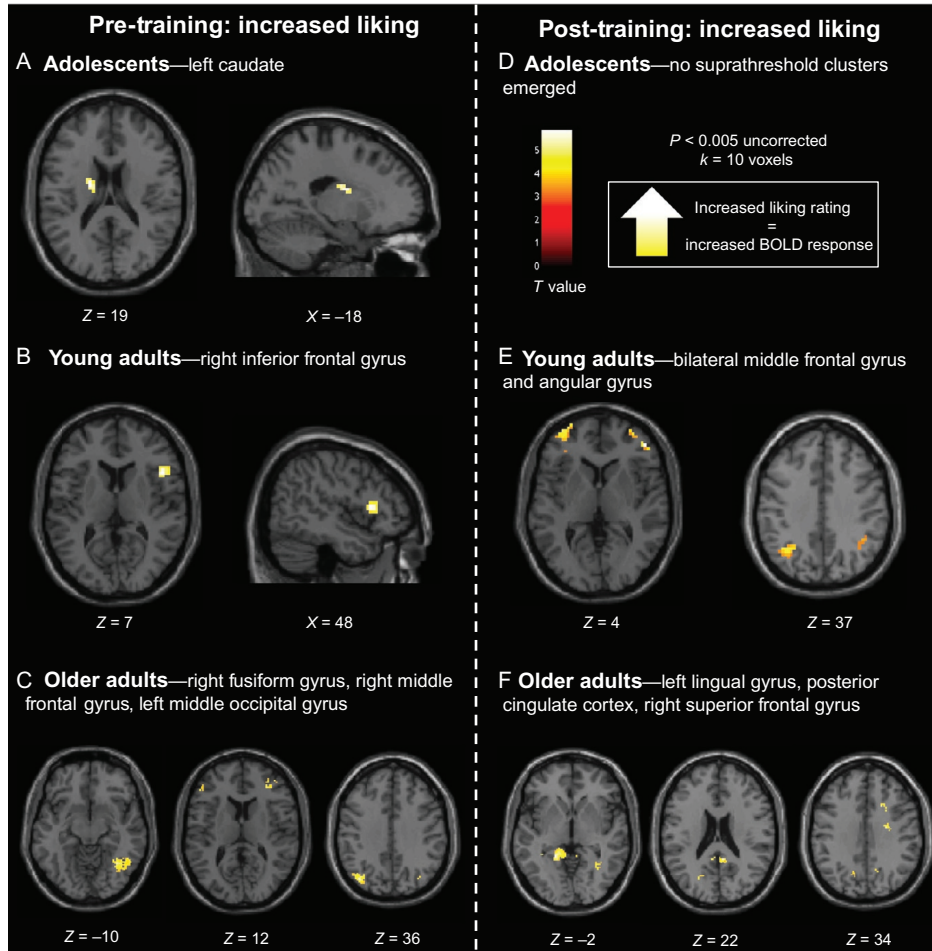 Pre-training: increased liking
A Adolescents—left caudate
Z = 19
X = –18
B Young adults—right inferior frontal gyrus
Z = 7
X = 48
C Older adults—right fusiform gyrus, right middle
frontal gyrus, left middle occipital gyrus
Z = –10
Z = 12
Z = 36
Post-training: increased liking
D Adolescents—no suprathreshold clusters
emerged
5
4
3
2
1
0
T value
P < 0.005 uncorrected
k = 10 voxels
Increased liking rating
=
increased BOLD response
E Young adults—bilateral middle frontal gyrus
and angular gyrus
Z = 4
Z = 37
F Older adults—left lingual gyrus, posterior
cingulate cortex, right superior frontal gyrus
Z = –2
Z = 22
Z = 34